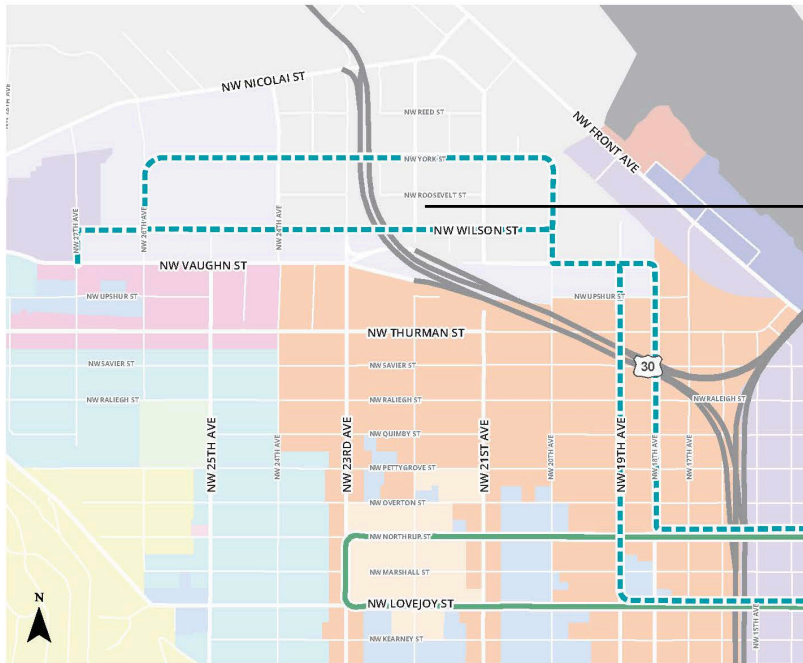 NW NICOLAI ST
NW REED ST
NW FRONT AVE
NW YORK ST
NW ROOSEVELT ST
NW 27TH AVE
NW 26TH AVE
NW 24TH AVE
NW WILSON ST
NW VAUGHN ST
NW UPSHUR ST
NW UPSHUR ST
NW THURMAN ST
NW SAVIER ST
NW SAVIER ST
30
NW RALIEGH ST
NW RALIEGH ST
NW RALEIGH ST
NW 25TH AVE
NW 24TH AVE
NW 23RD AVE
NW QUIMBY ST
NW 21ST AVE
NW 20TH AVE
NW 19TH AVE
NW 18TH AVE
NW 17TH AVE
NW PETTYGROVE ST
NW OVERTON ST
NW NORTHRUP ST
NW MARSHALL ST
NW LOVEJOY ST
NW 15TH AVE
NW KEARNEY ST
N